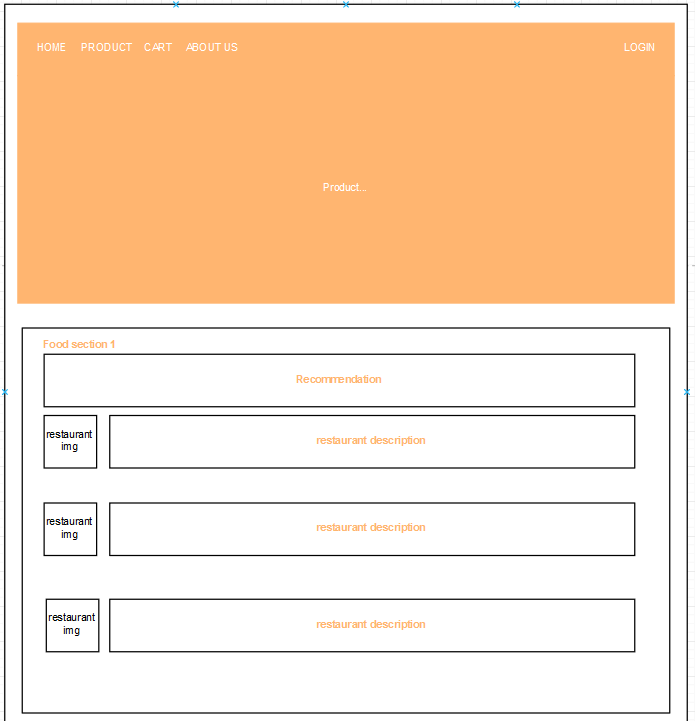 HOME PRODUCT CART ABOUT US LOGIN
Product...
Food section 1
Recommendation
restaurant
img
restaurant description
restaurant
img
restaurant description
restaurant
img
restaurant description